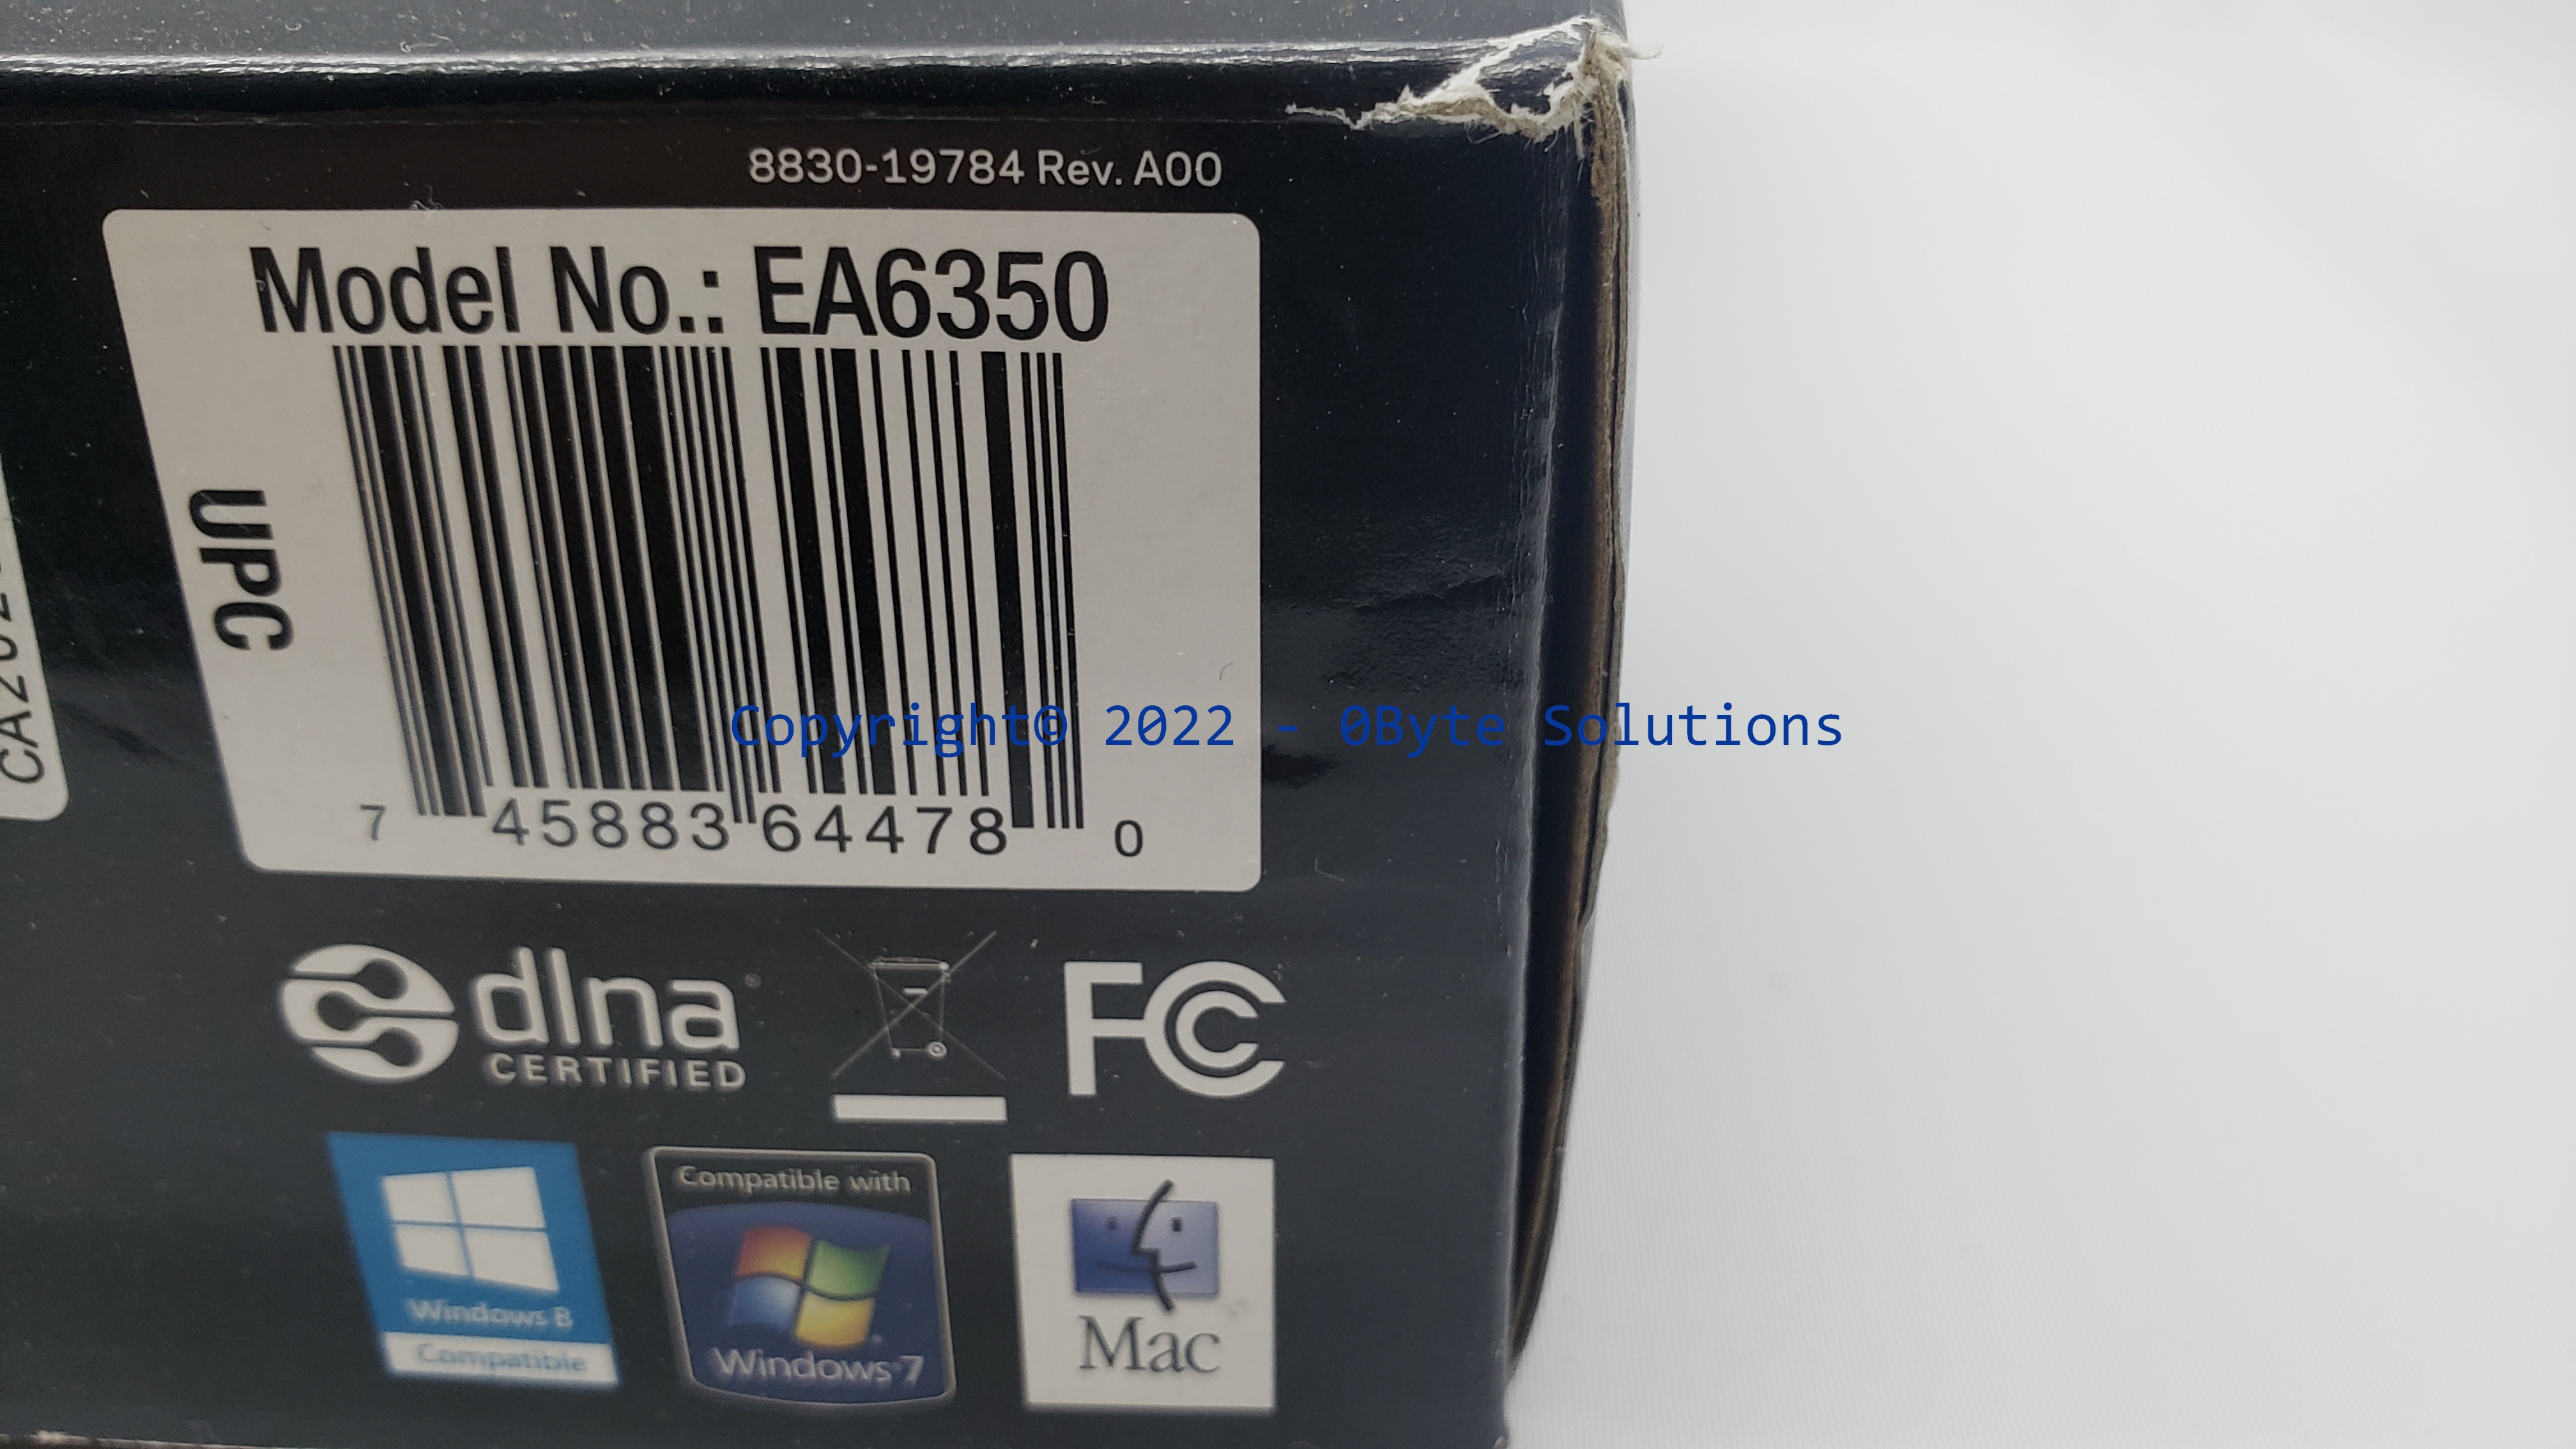 8830-19784 Rev. A00
Model No.: EA6350
UPC
7 45883 64478 0
Copyright© 2022 - 0Byte Solutions
dlna
CERTIFIED
FC
Windows 8
Compatible
Compatible with
Windows 7
Mac